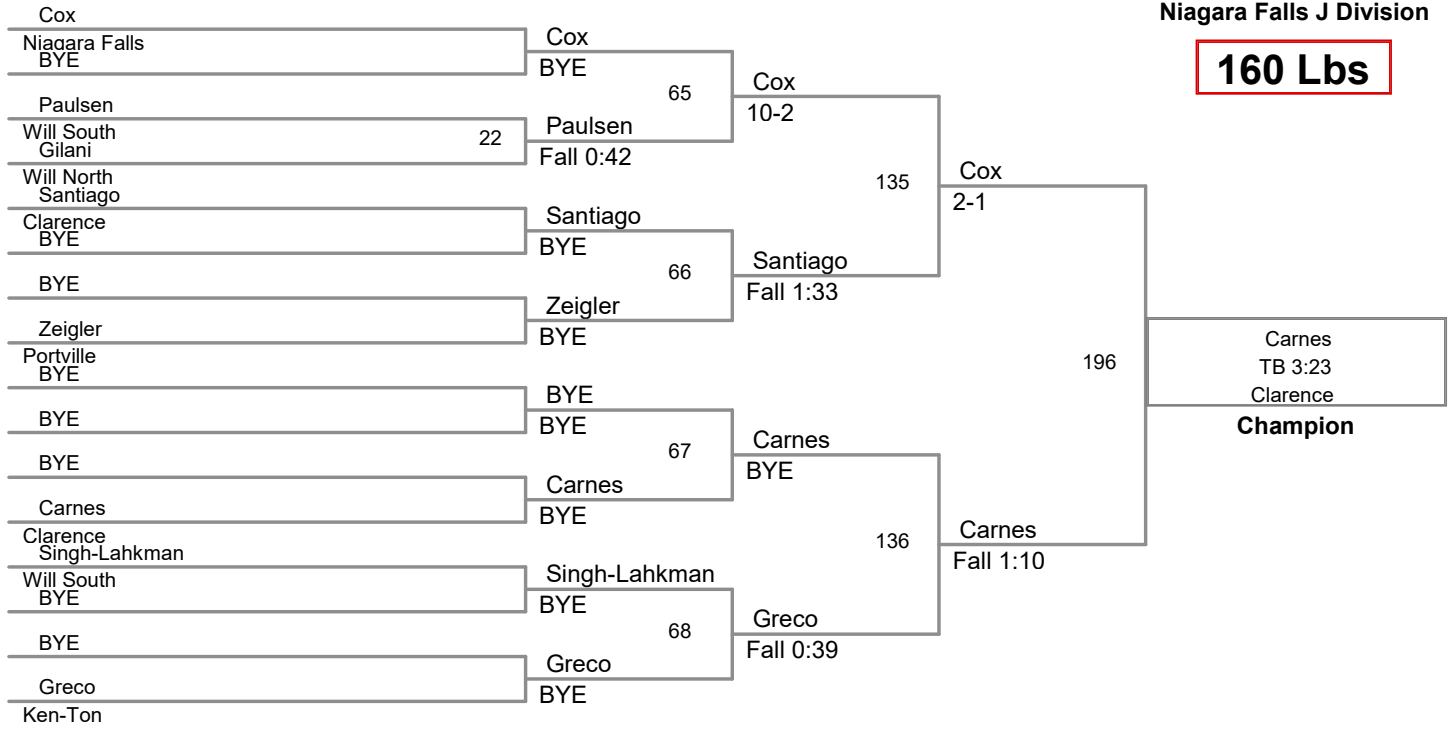 Niagara Falls J Division
160 Lbs
Cox
Niagara Falls
BYE
Paulsen
Will South
Gilani
Will North
Santiago
Clarence
BYE
BYE
Zeigler
Portville
BYE
BYE
BYE
Carnes
Clarence
Singh-Lahkman
Will South
BYE
BYE
Greco
Ken-Ton
Cox
BYE
22
Paulsen
Fall 0:42
Santiago
BYE
Zeigler
BYE
BYE
BYE
Carnes
BYE
Singh-Lahkman
BYE
Greco
BYE
65
Cox
10-2
66
Santiago
Fall 1:33
67
Carnes
BYE
68
Greco
Fall 0:39
135
Cox
2-1
136
Carnes
Fall 1:10
196
Carnes
TB 3:23
Clarence
Champion